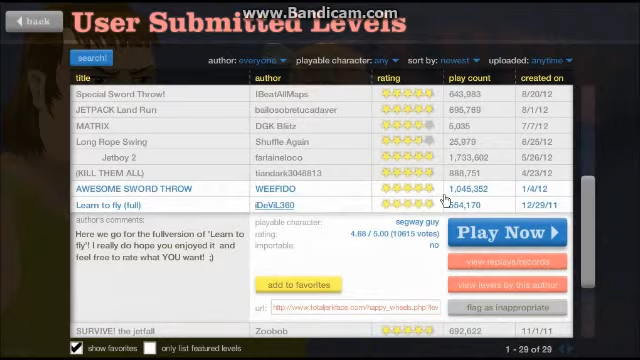 www.Bandicam.com
back
User Submitted Levels
search!
author: everyone playable character: any sort by: newest uploaded: anytime
title author rating play count created on
Special Sword Throw! IBeatAllMaps 643,983 8/20/12
JETPACK Land Run bailosobretucadaver 695,769 8/1/12
MATRIX DGK Blitz 5,035 7/7/12
Long Rope Swing Shuffle Again 25,979 6/25/12
Jetboy 2 farlaineloco 1,733,602 5/26/12
(KILL THEM ALL) tiandark3046813 888,751 4/23/12
AWESOME SWORD THROW WEEFIDO 1,045,352 1/4/12
Learn to fly (full) iDeViL360 554,170 12/29/11
author's comments:
Here we go for the fullversion of 'Learn to
fly'! I really do hope you enjoyed it and
feel free to rate what YOU want! ;)
playable character: segway guy
rating: 4.68 / 5.00 (10615 votes)
importable: no
add to favorites
url: http://www.totaljerkface.com/happy_wheels.php?lev
Play Now
view replays/records
view levels by this author
flag as inappropriate
SURVIVE! the jetfall Zoobob 692,622 11/1/11
show favorites only list featured levels 1 - 29 of 29